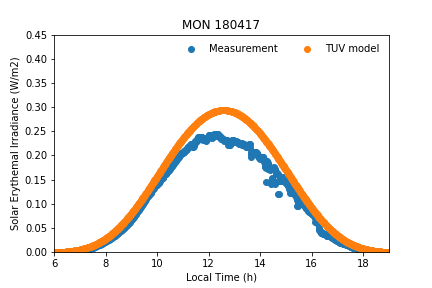 MON 180417
Measurement TUV model
Solar Erythemal Irradiance (W/m2)
0.45
0.40
0.35
0.30
0.25
0.20
0.15
0.10
0.05
0.00
6 8 10 12 14 16 18
Local Time (h)